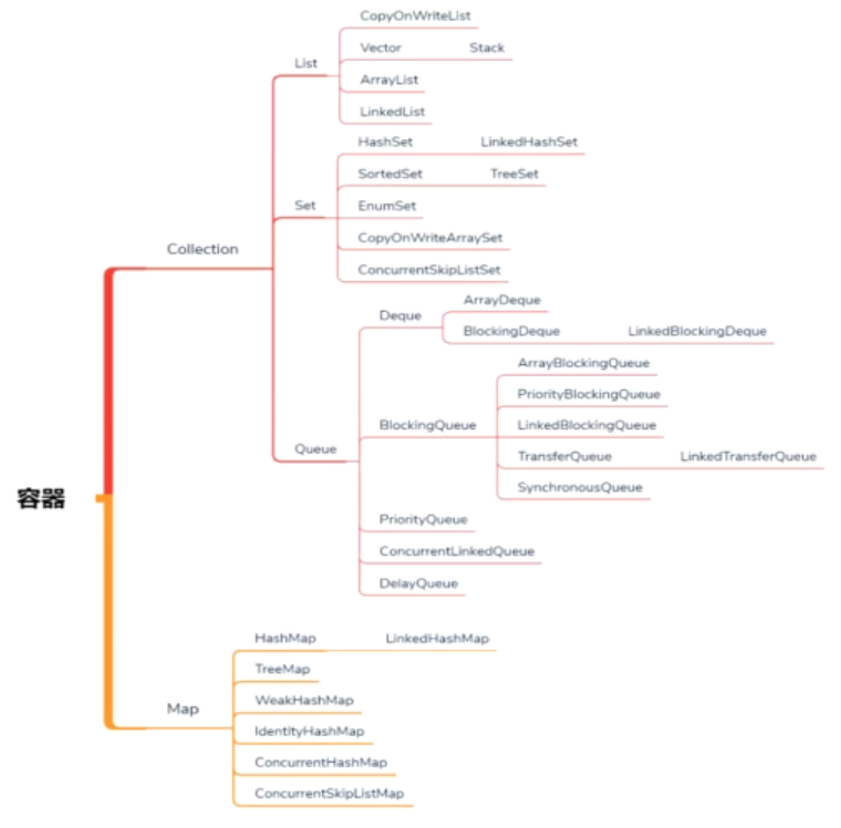 容器
Collection
List
CopyOnWriteList
Vector Stack
ArrayList
LinkedList
Set
HashSet LinkedHashSet
SortedSet TreeSet
EnumSet
CopyOnWriteArraySet
ConcurrentSkipListSet
Queue
Deque
ArrayDeque
BlockingDeque LinkedBlockingDeque
BlockingQueue
ArrayBlockingQueue
PriorityBlockingQueue
LinkedBlockingQueue
TransferQueue LinkedTransferQueue
SynchronousQueue
PriorityQueue
ConcurrentLinkedQueue
DelayQueue
Map
HashMap LinkedHashMap
TreeMap
WeakHashMap
IdentityHashMap
ConcurrentHashMap
ConcurrentSkipListMap